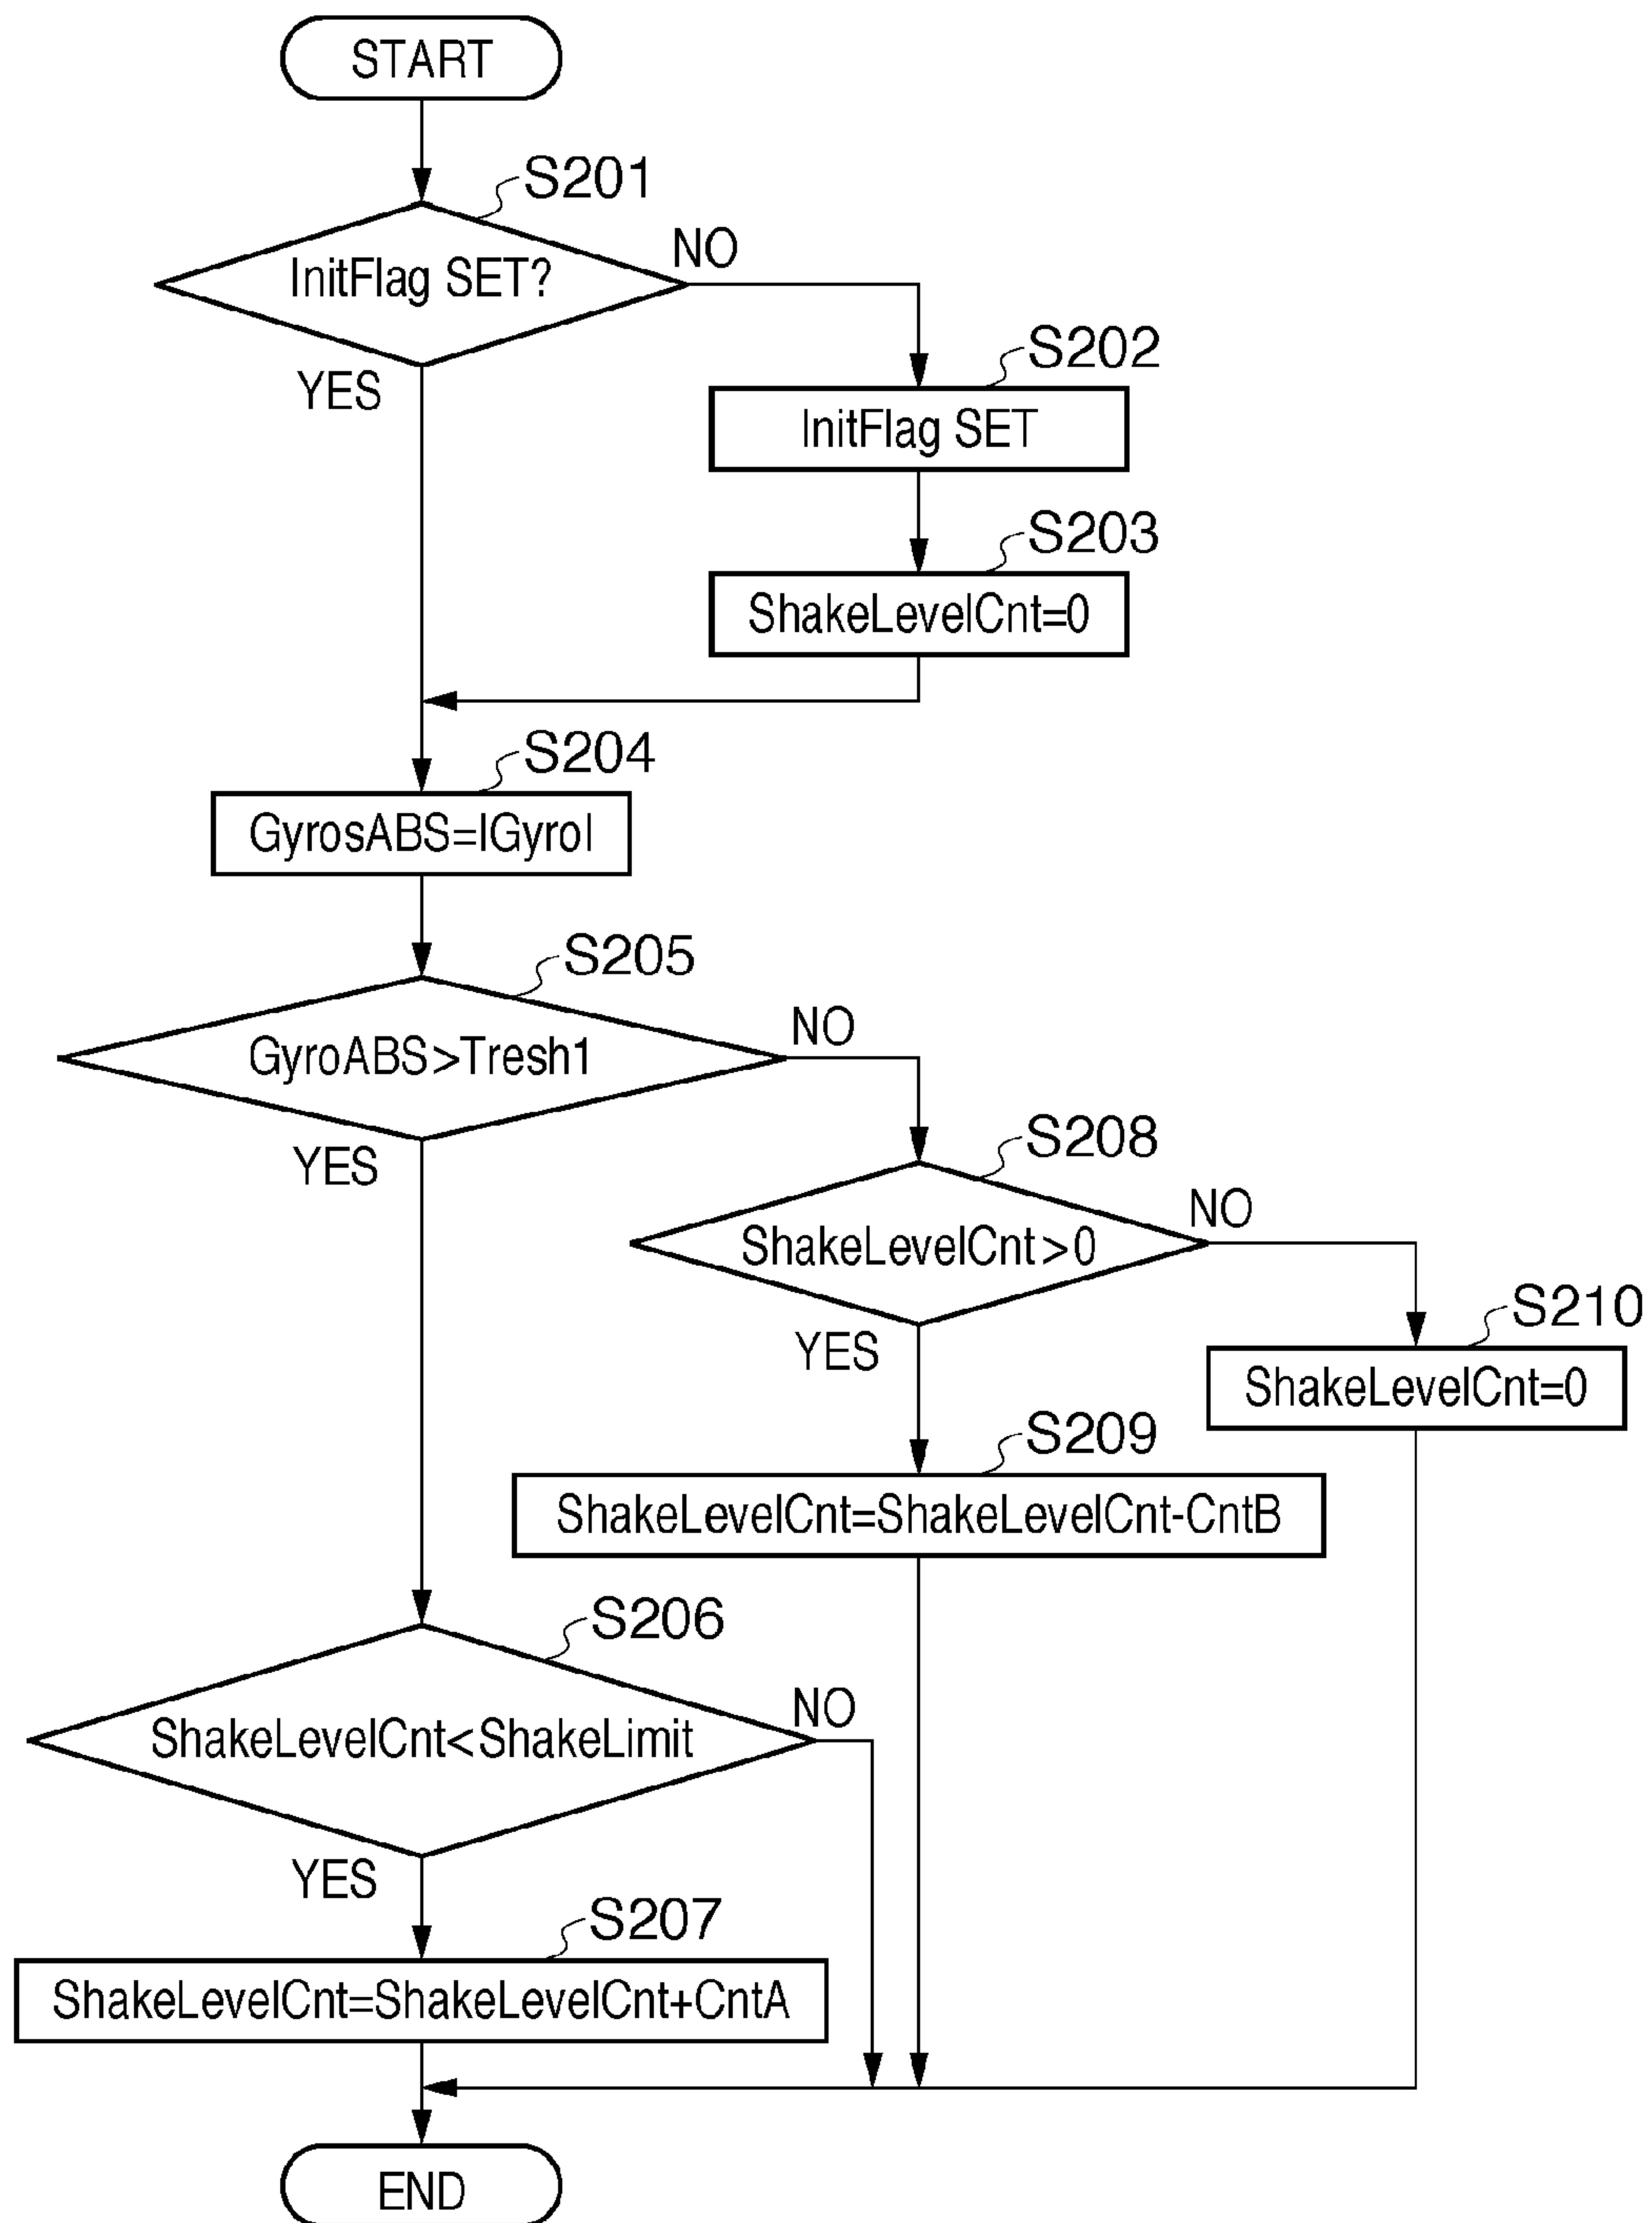 START
S201
InitFlag SET?
NO
YES
S202
InitFlag SET
S203
ShakeLevelCnt=0
S204
GyrosABS=|Gyro|
S205
GyroABS>Tresh1
NO
YES
S208
ShakeLevelCnt>0
NO
YES
S210
ShakeLevelCnt=0
S209
ShakeLevelCnt=ShakeLevelCnt-CntB
S206
ShakeLevelCnt<ShakeLimit
NO
YES
S207
ShakeLevelCnt=ShakeLevelCnt+CntA
END